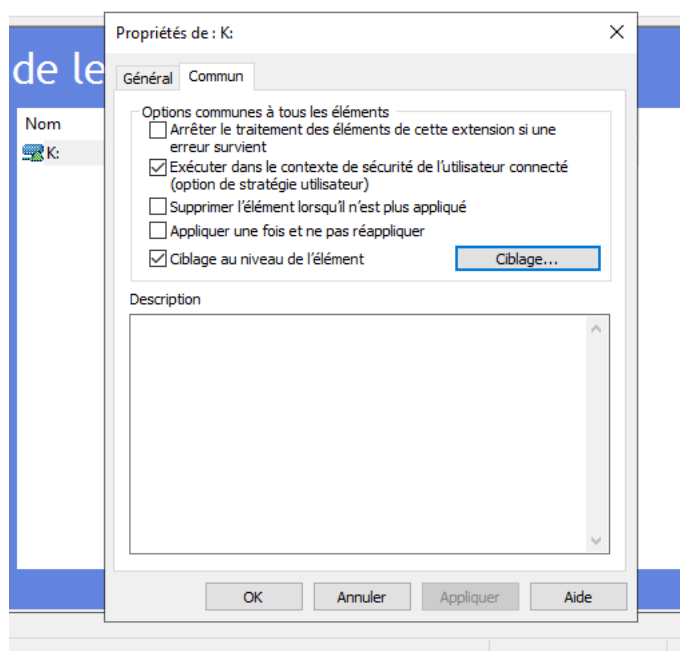 Propriétés de : K:
de le
Général
Commun
Nom
K:
Options communes à tous les éléments
Arrêter le traitement des éléments de cette extension si une
erreur survient
Exécuter dans le contexte de sécurité de l'utilisateur connecté
(option de stratégie utilisateur)
Supprimer l'élément lorsqu'il n'est plus appliqué
Appliquer une fois et ne pas réappliquer
Ciblage au niveau de l'élément
Ciblage...
Description
OK
Annuler
Appliquer
Aide